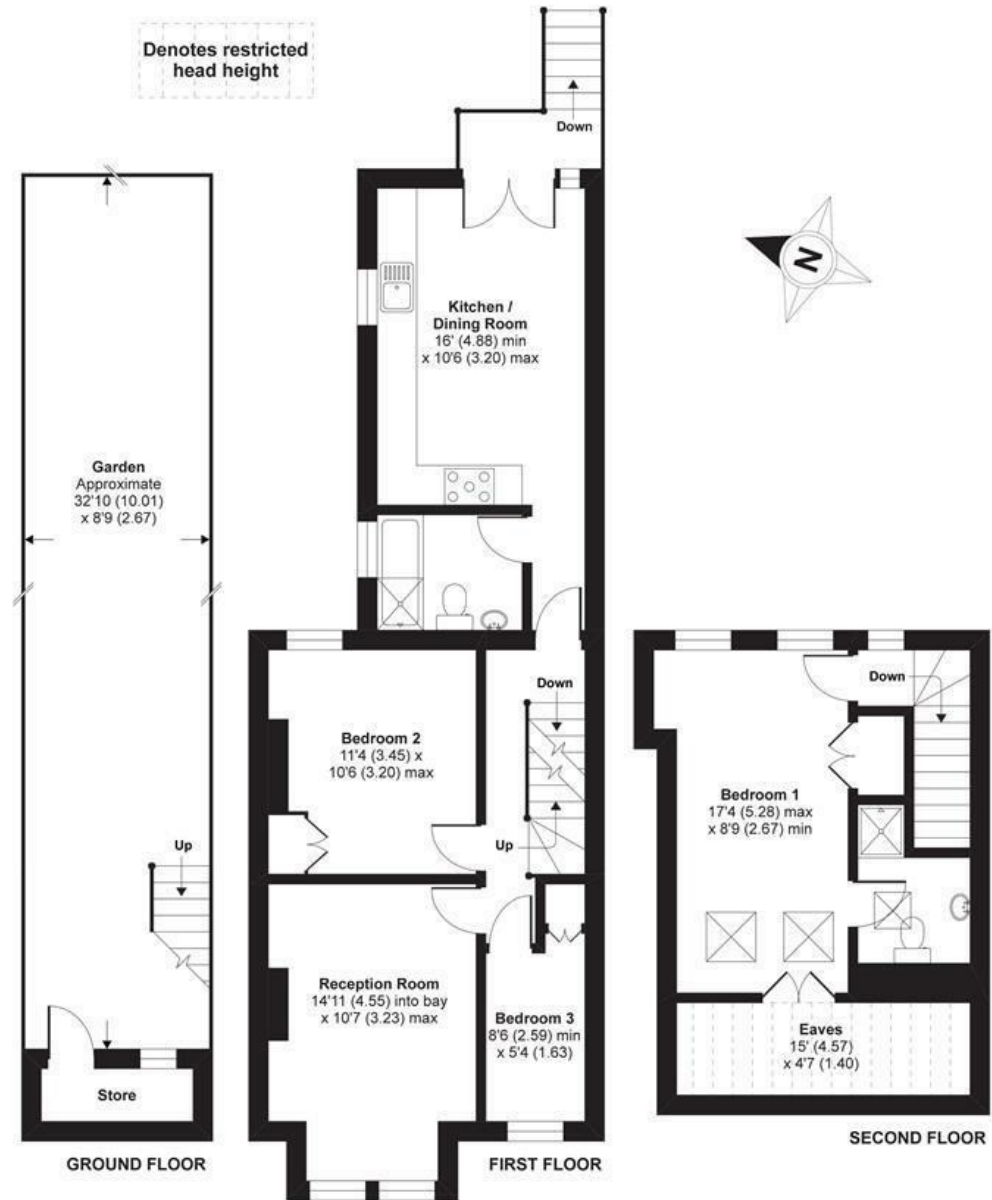 Denotes restricted
head height
Down
N
Kitchen /
Dining Room
16' (4.88) min
x 10'6 (3.20) max
Garden
Approximate
32'10 (10.01)
x 8'9 (2.67)
Up
Store
GROUND FLOOR
Down
Bedroom 2
11'4 (3.45) x
10'6 (3.20) max
Up
Reception Room
14'11 (4.55) into bay
x 10'7 (3.23) max
Bedroom 3
8'6 (2.59) min
x 5'4 (1.63)
FIRST FLOOR
Down
Bedroom 1
17'4 (5.28) max
x 8'9 (2.67) min
Eaves
15' (4.57)
x 4'7 (1.40)
SECOND FLOOR